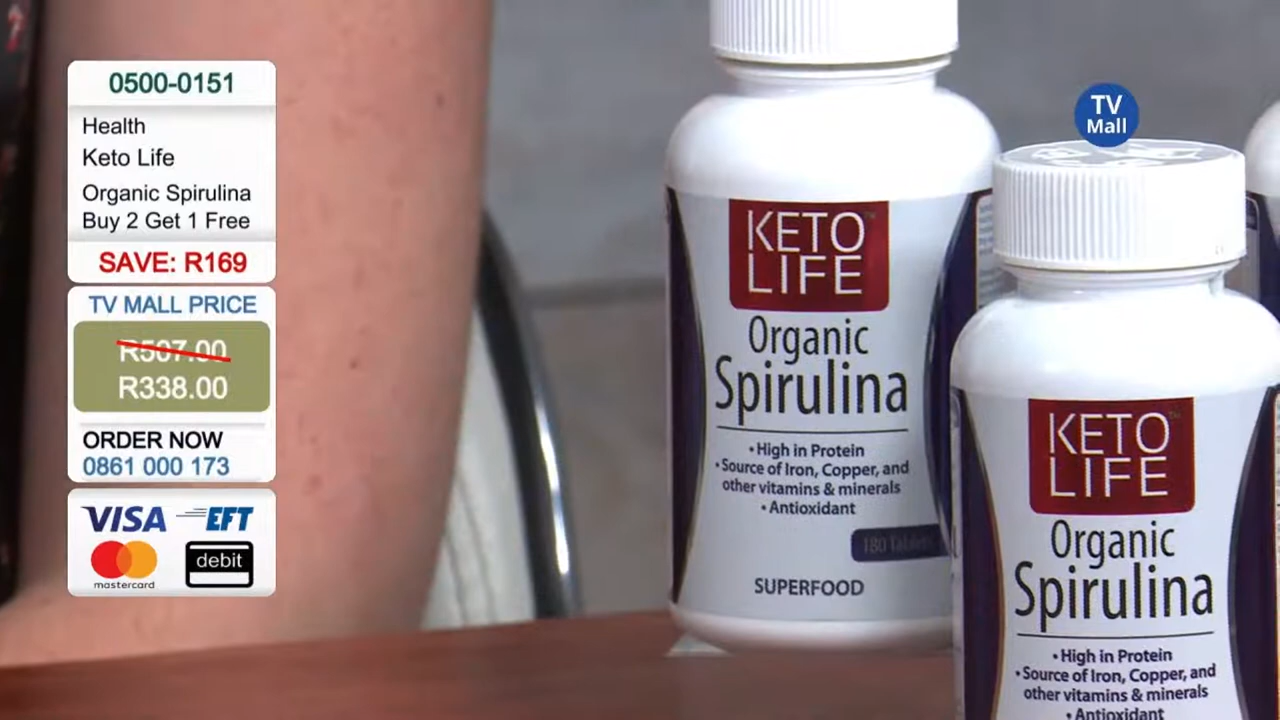 0500-0151
Health
Keto Life
Organic Spirulina
Buy 2 Get 1 Free
SAVE: R169
TV MALL PRICE
R507.00
R338.00
ORDER NOW
0861 000 173
VISA EFT
mastercard debit
TV
Mall
KETO
LIFE™
Organic
Spirulina
• High in Protein
• Source of Iron, Copper, and
other vitamins & minerals
• Antioxidant
180 Tablets
SUPERFOOD
KETO™
LIFE
Organic
Spirulina
• High in Protein
• Source of Iron, Copper, and
other vitamins & minerals
• Antioxidant